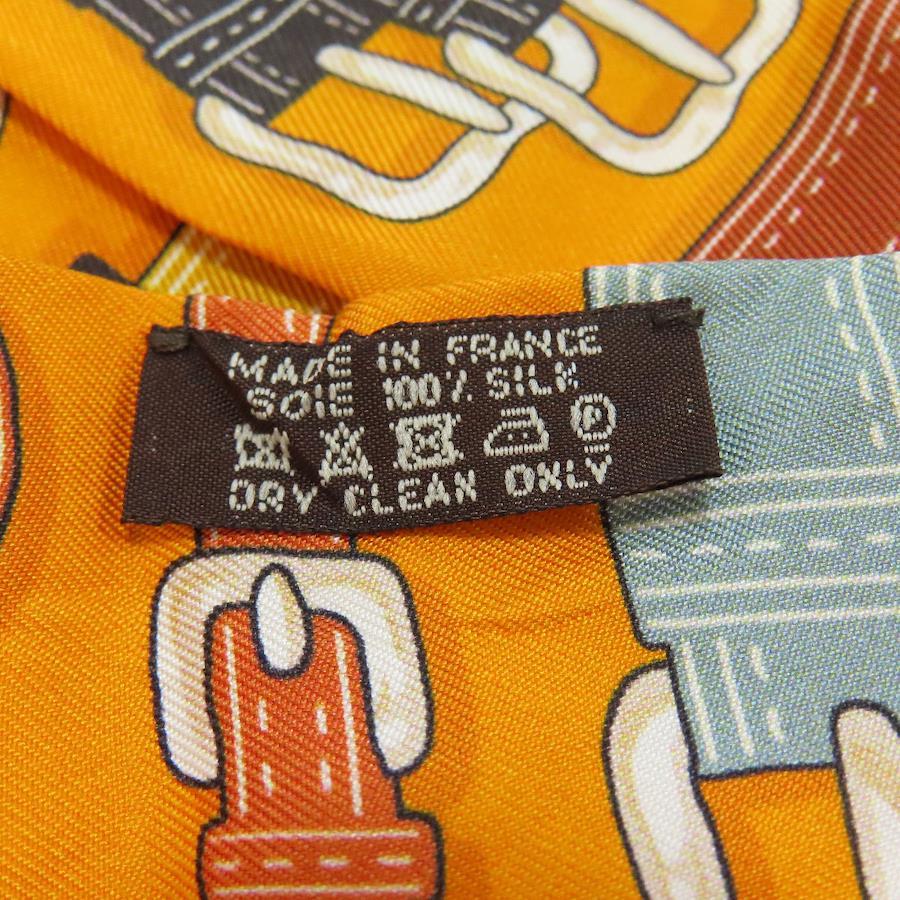 MADE IN FRANCE
SOIE 100% SILK
P
DRY CLEAN ONLY